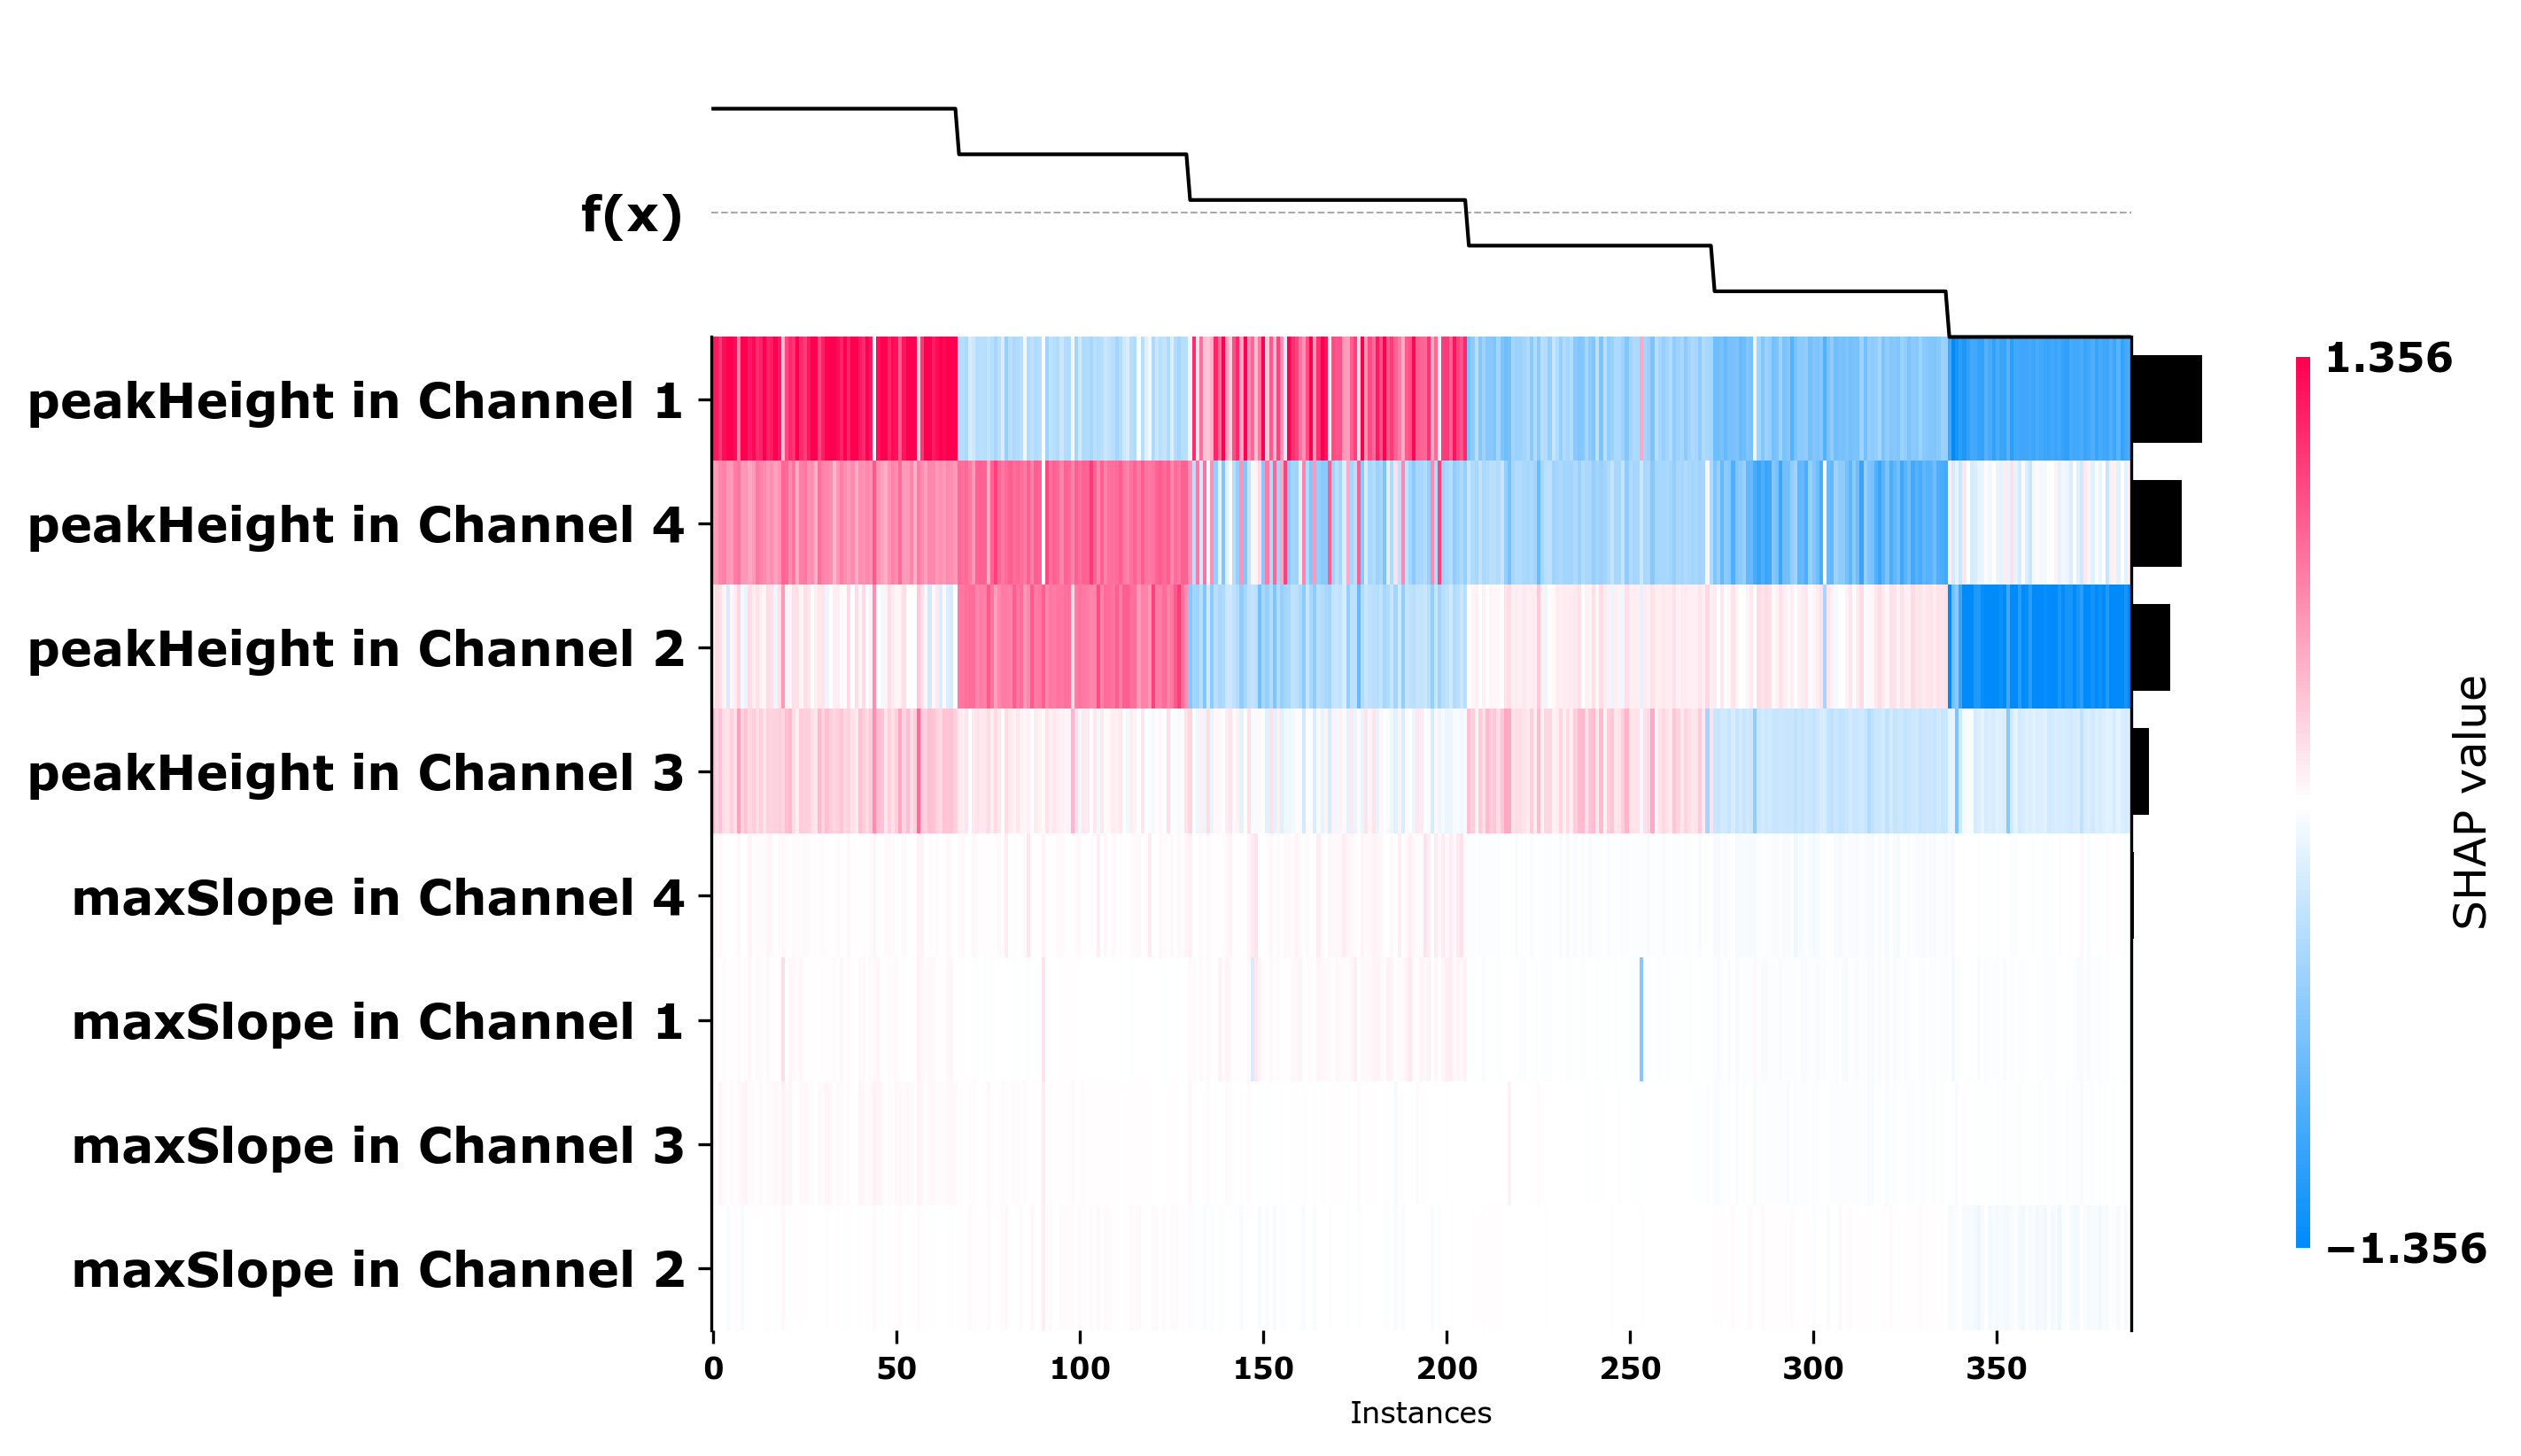 f(x)
peakHeight in Channel 1
peakHeight in Channel 4
peakHeight in Channel 2
peakHeight in Channel 3
maxSlope in Channel 4
maxSlope in Channel 1
maxSlope in Channel 3
maxSlope in Channel 2
0 50 100 150 200 250 300 350
Instances
1.356
SHAP value
−1.356